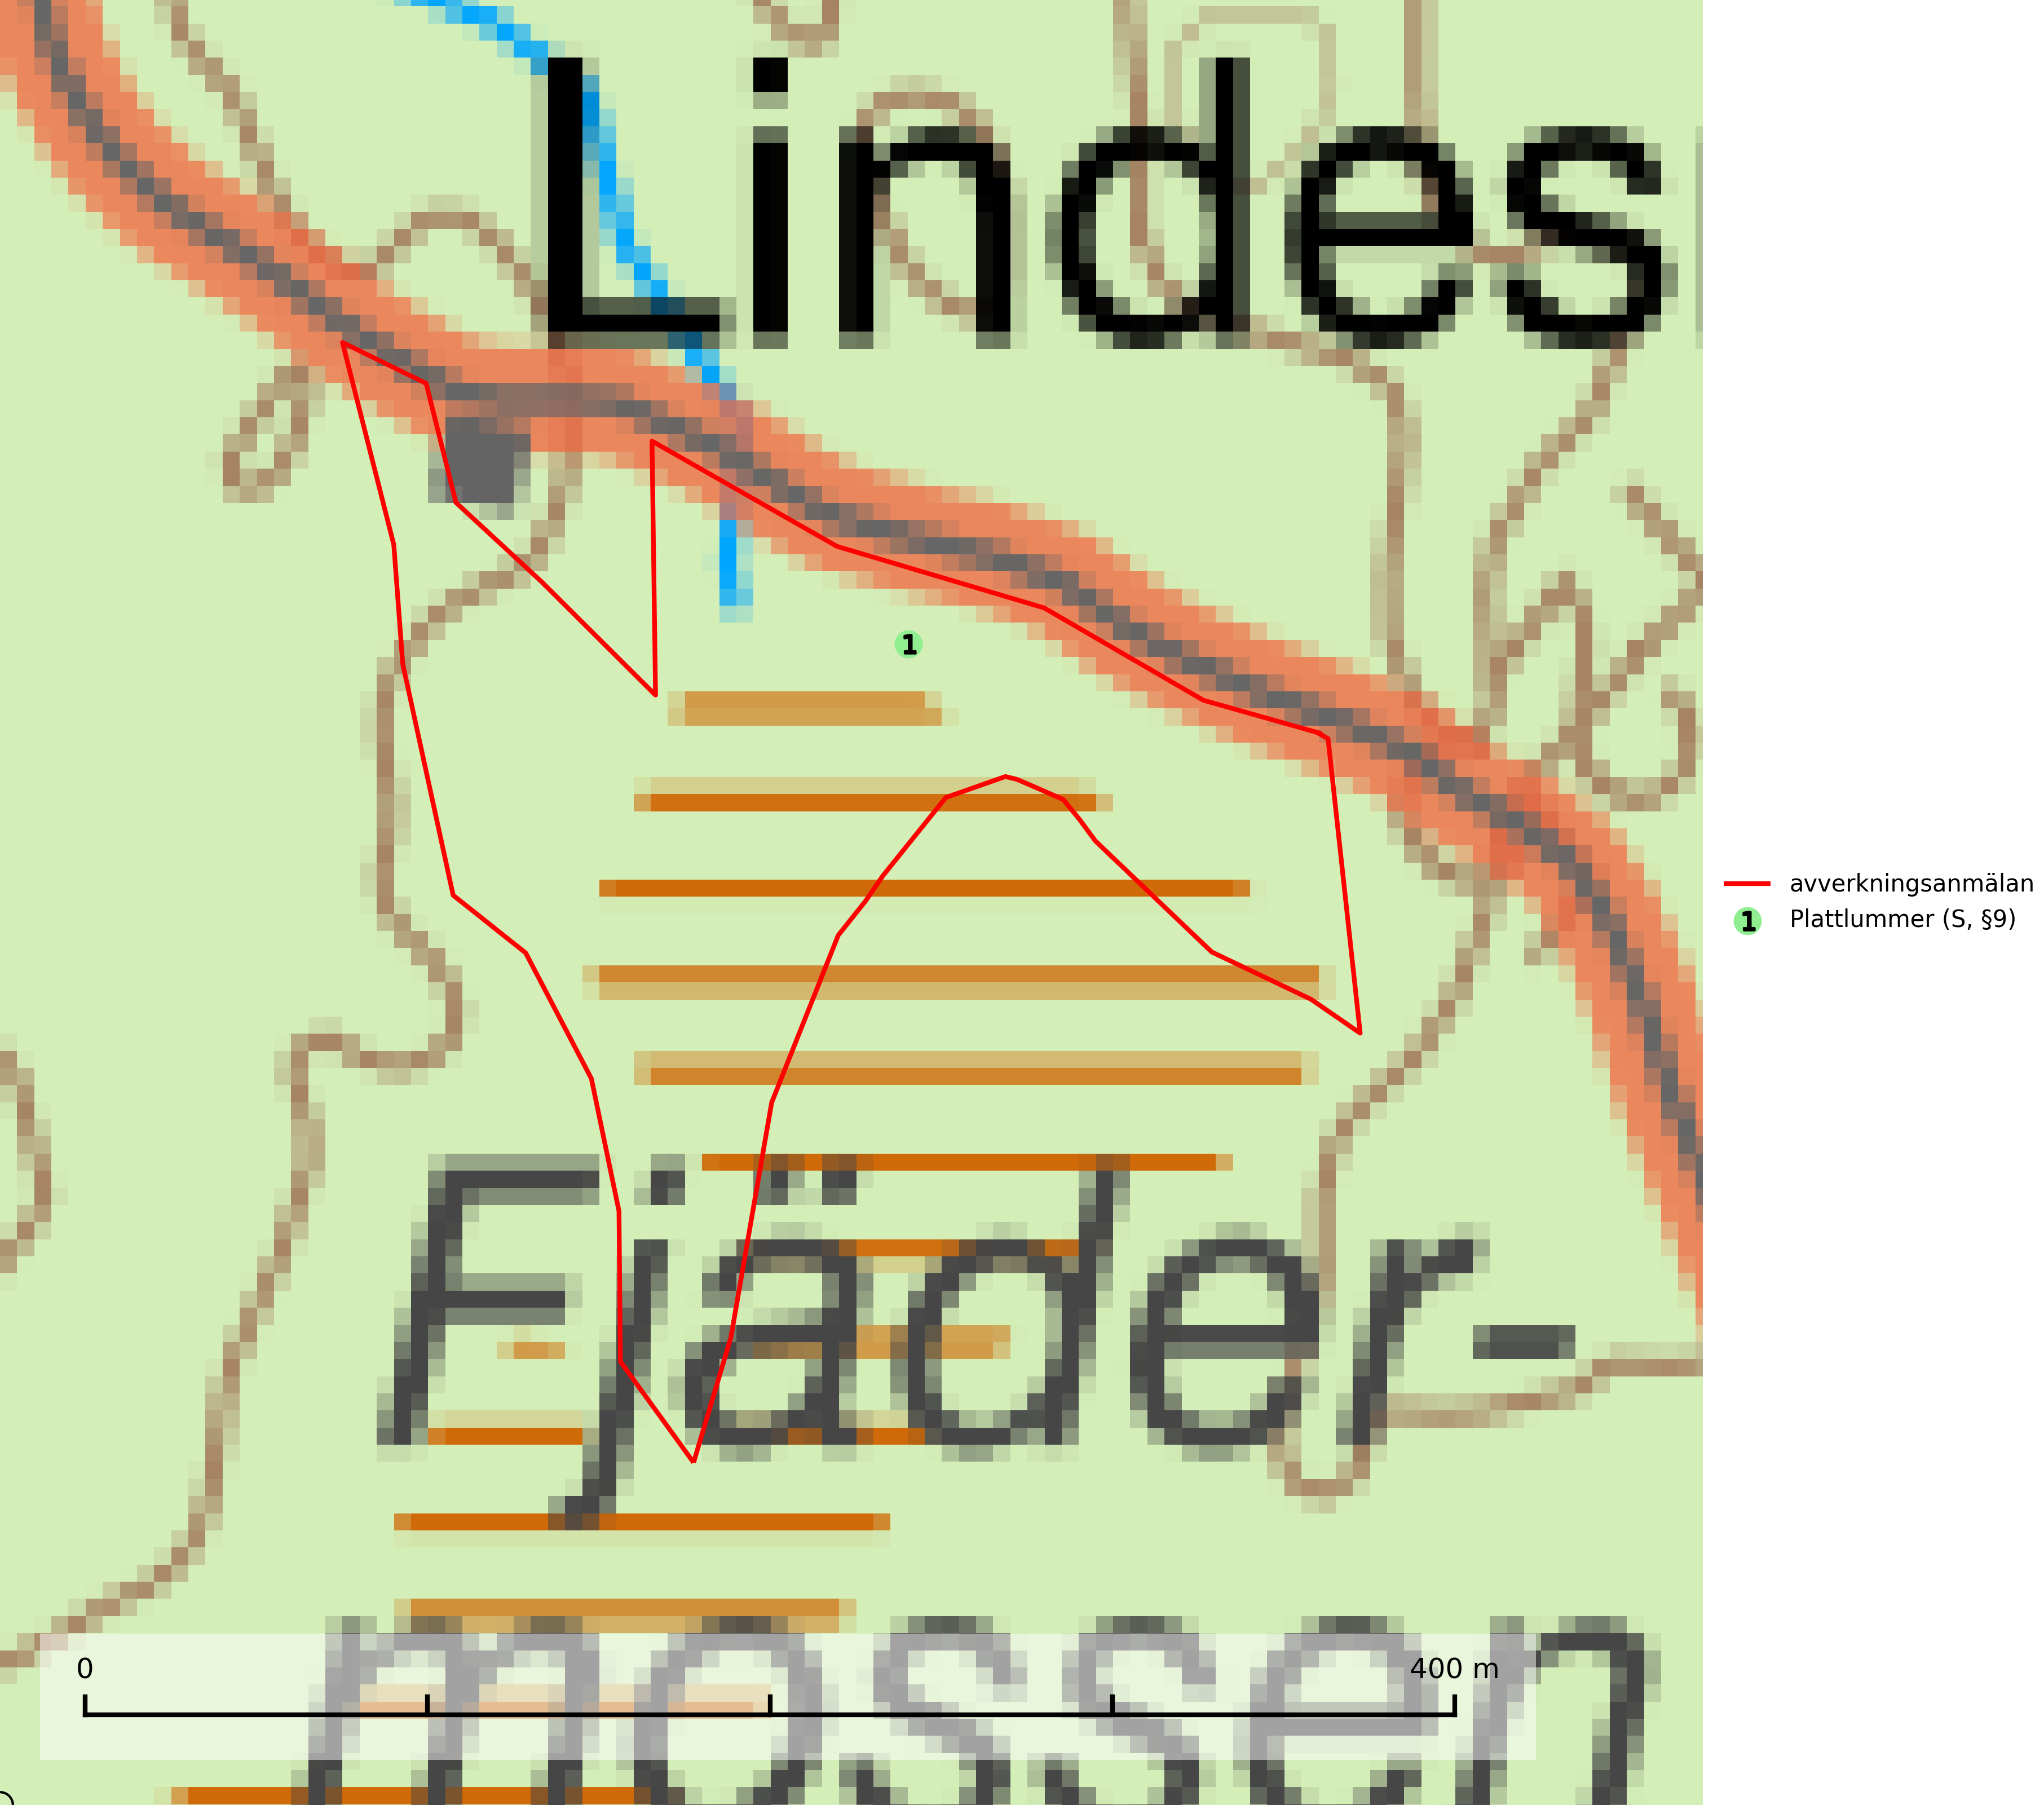 Lindes
1
avverkningsanmälan
1 Plattlummer (S, §9)
Fjäder-
mossen
0 400 m